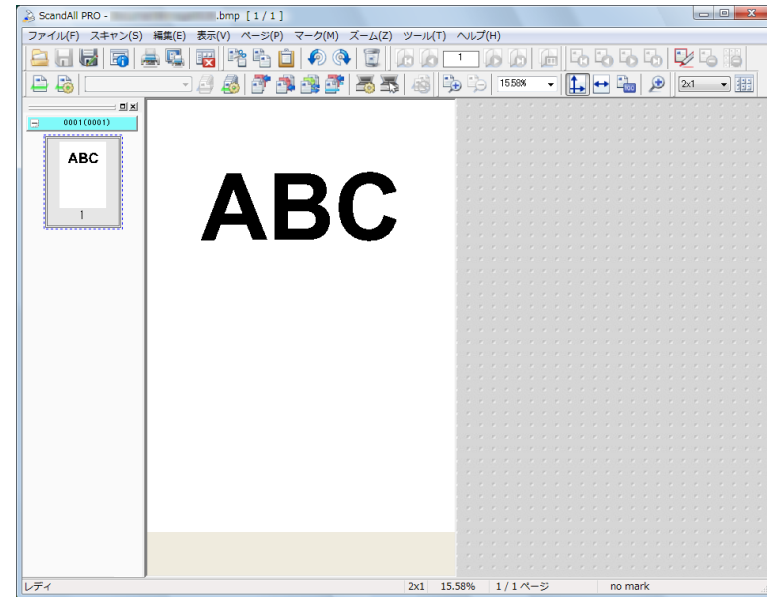 ScandAll PRO - .bmp [ 1 / 1 ]
ファイル(F) スキャン(S) 編集(E) 表示(V) ページ(P) マーク(M) ズーム(Z) ツール(T) ヘルプ(H)
1
15.58%
100
2x1
0001(0001)
ABC
1
ABC
レディ
2x1 15.58% 1 / 1 ページ no mark